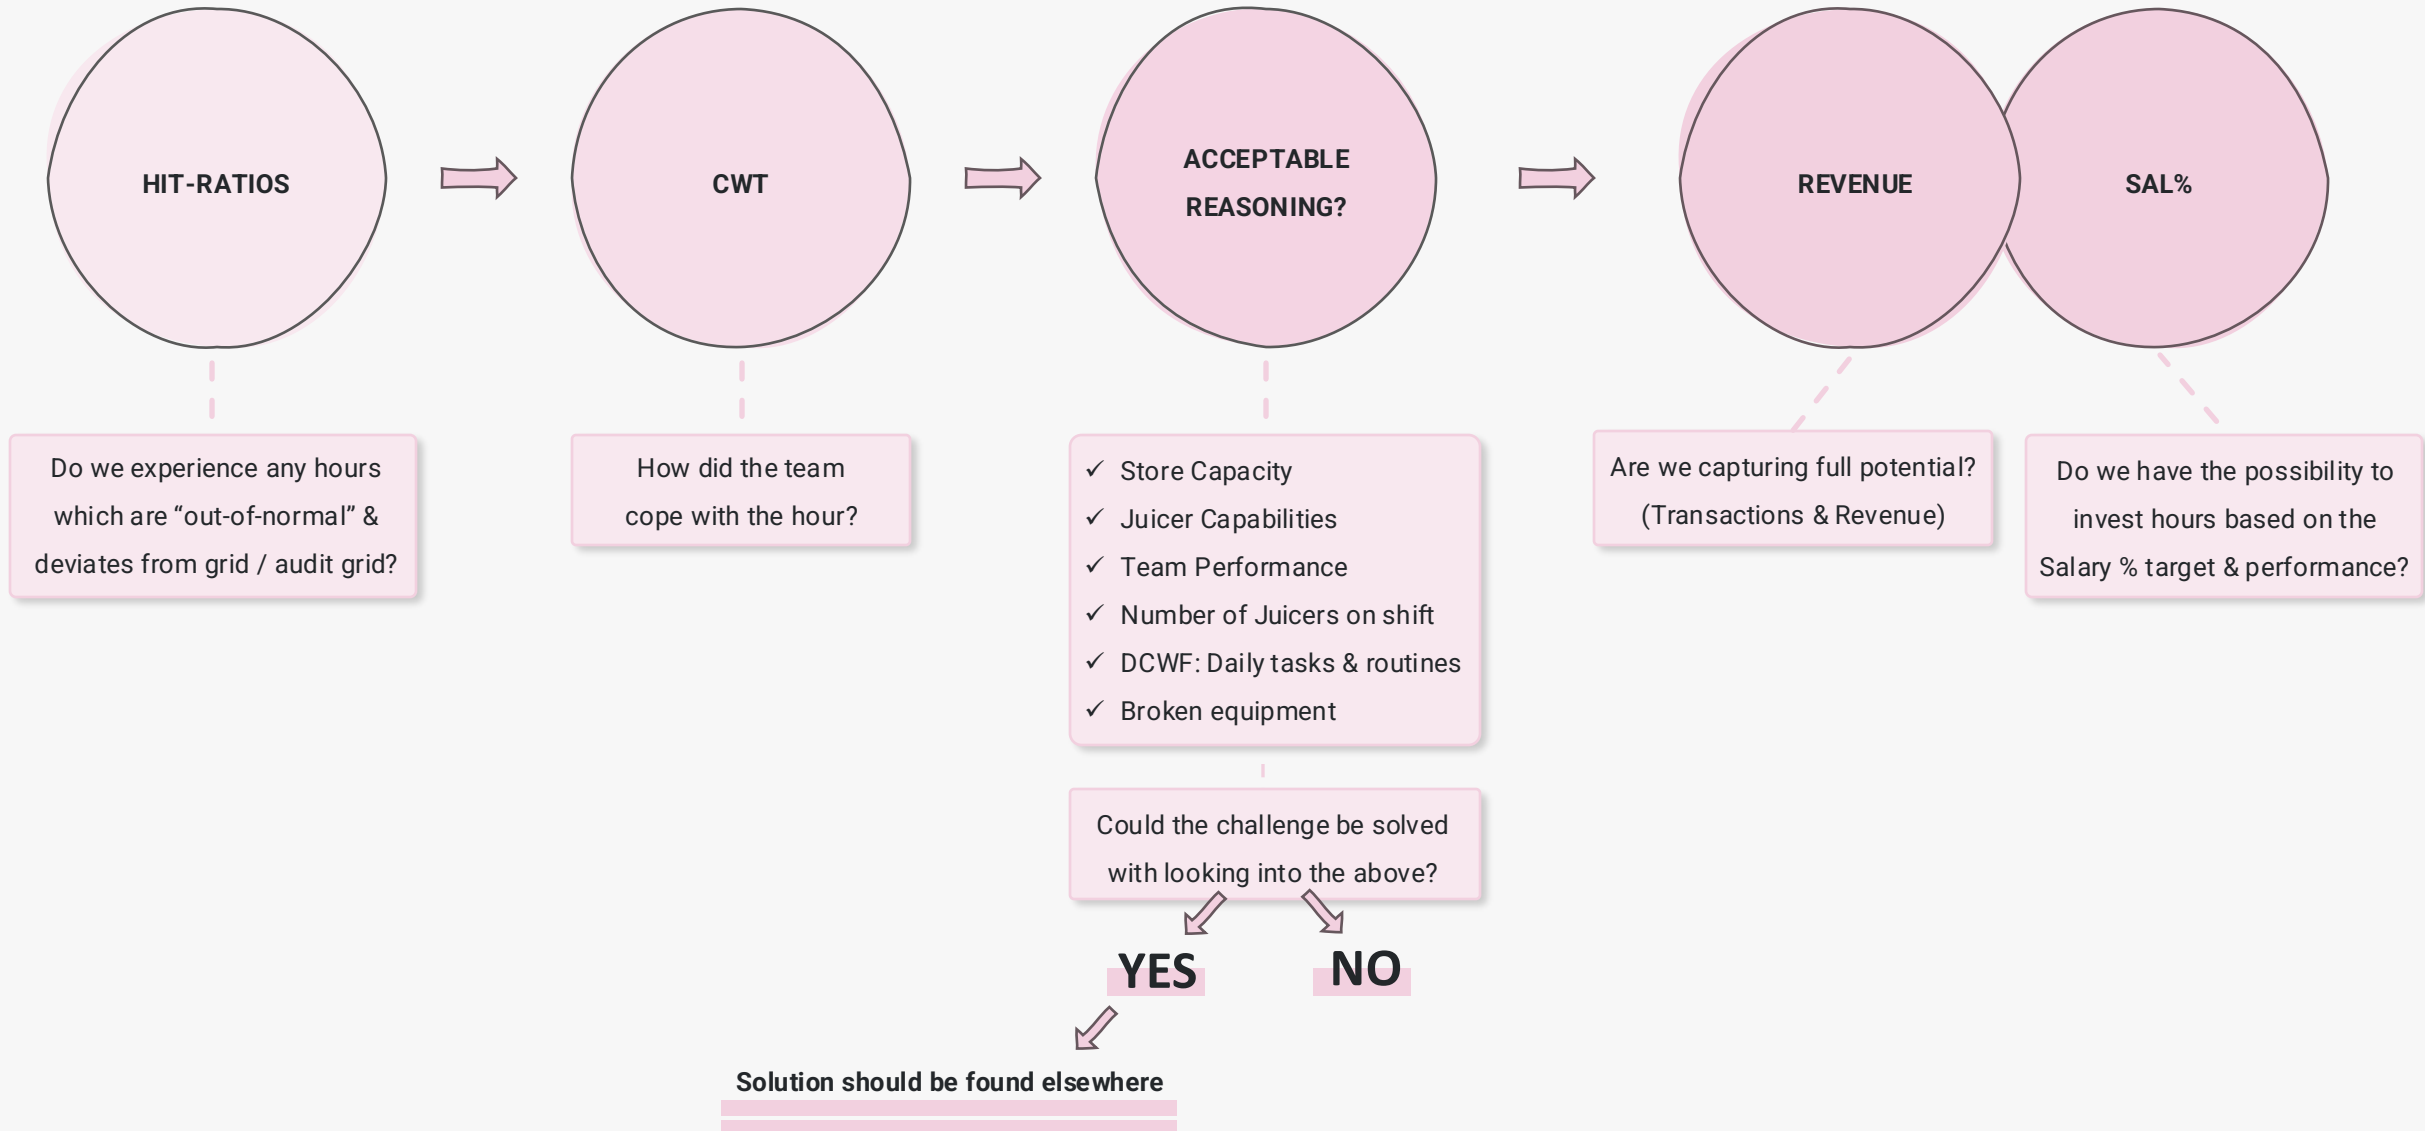 HIT-RATIOS
CWT
ACCEPTABLE
REASONING?
REVENUE
SAL%
Do we experience any hours
which are “out-of-normal” &
deviates from grid / audit grid?
How did the team
cope with the hour?
✓ Store Capacity
✓ Juicer Capabilities
✓ Team Performance
✓ Number of Juicers on shift
✓ DCWF: Daily tasks & routines
✓ Broken equipment
Could the challenge be solved
with looking into the above?
YES
NO
Solution should be found elsewhere
Are we capturing full potential?
(Transactions & Revenue)
Do we have the possibility to
invest hours based on the
Salary % target & performance?